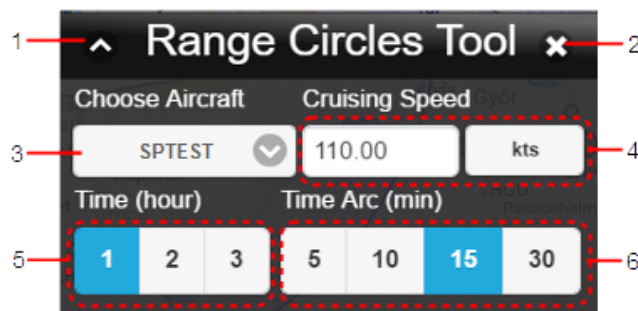 1 Range Circles Tool 2
Choose Aircraft Cruising Speed
3 SPTEST 110.00 kts 4
Time (hour) Time Arc (min)
5 1 2 3 5 10 15 30 6